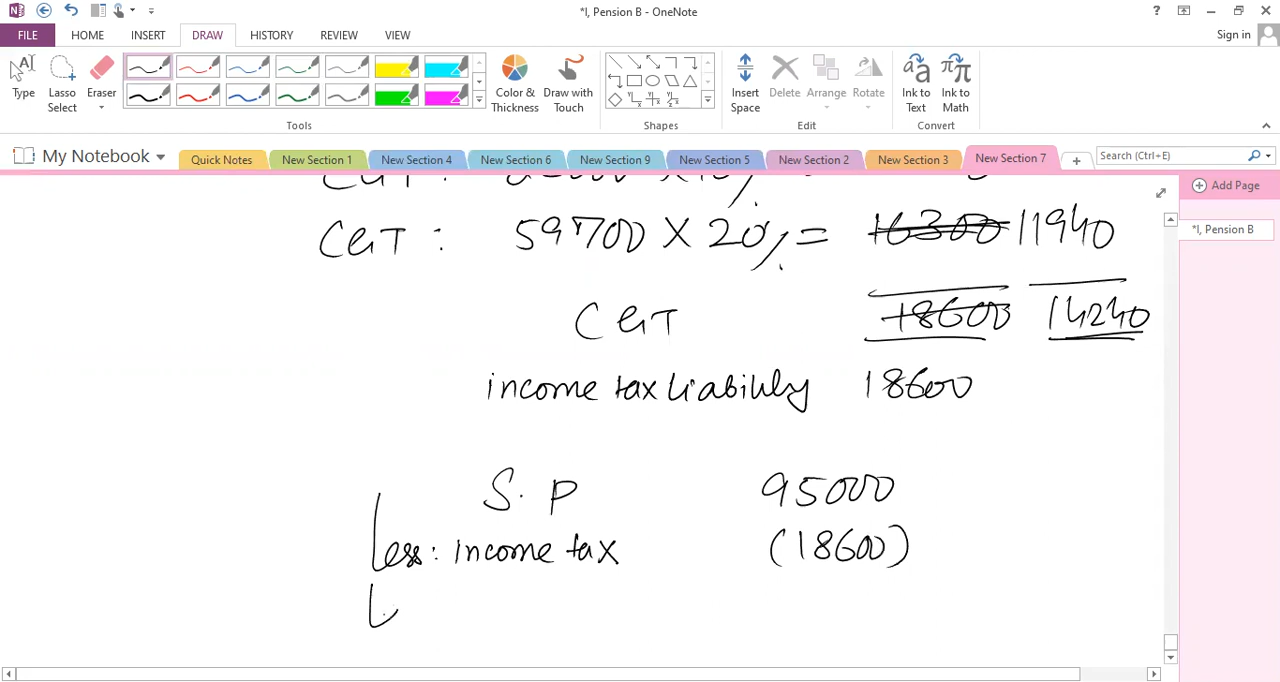 *I, Pension B - OneNote
?
Sign in
FILE HOME INSERT DRAW HISTORY REVIEW VIEW
Type
Lasso Select
Eraser
Color & Thickness
Draw with Touch
Insert Space
Delete
Arrange
Rotate
Ink to Text
Ink to Math
Tools
Shapes
Edit
Convert
My Notebook
Quick Notes New Section 1 New Section 4 New Section 6 New Section 9 New Section 5 New Section 2 New Section 3 New Section 7
Search (Ctrl+E)
Add Page
*I, Pension B
CGT :
CGT : 59700 X 20% = 16300 11940
CGT 18600 14240
income tax liability 18600
S.P 95000
Less: income tax (18600)
L